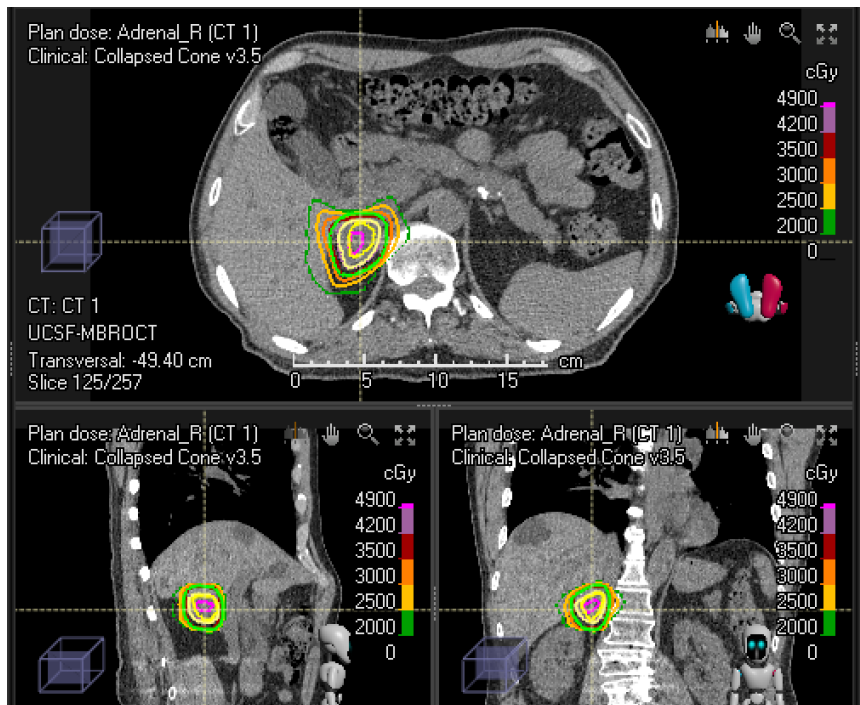 Plan dose: Adrenal_R (CT 1)
Clinical: Collapsed Cone v3.5
cGy
4900
4200
3500
3000
2500
2000
0
CT: CT 1
UCSF-MBROCT
Transversal: -49.40 cm
Slice 125/257
0 5 10 15 cm
Plan dose: Adrenal_R (CT 1)
Clinical: Collapsed Cone v3.5
cGy
4900
4200
3500
3000
2500
2000
0
Plan dose: Adrenal_R (CT 1)
Clinical: Collapsed Cone v3.5
cGy
4900
4200
3500
3000
2500
2000
0